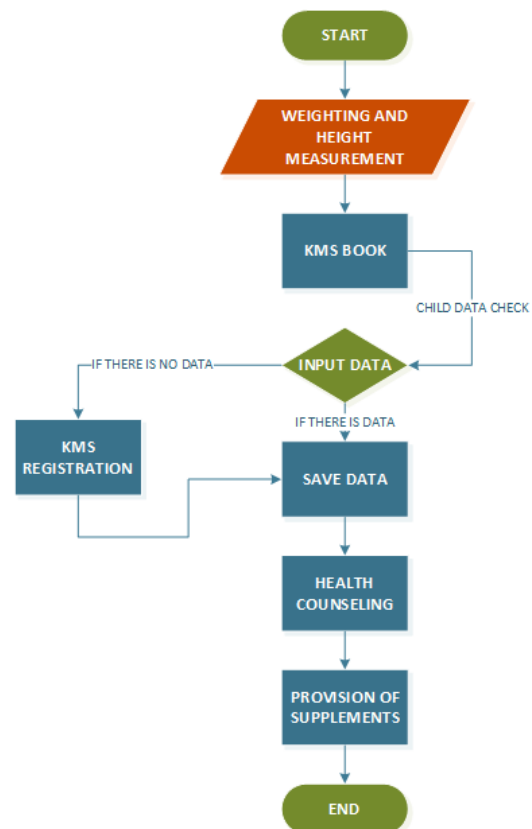 START
WEIGHTING AND
HEIGHT
MEASUREMENT
KMS BOOK
CHILD DATA CHECK
INPUT DATA
IF THERE IS NO DATA
IF THERE IS DATA
KMS
REGISTRATION
SAVE DATA
HEALTH
COUNSELING
PROVISION OF
SUPPLEMENTS
END